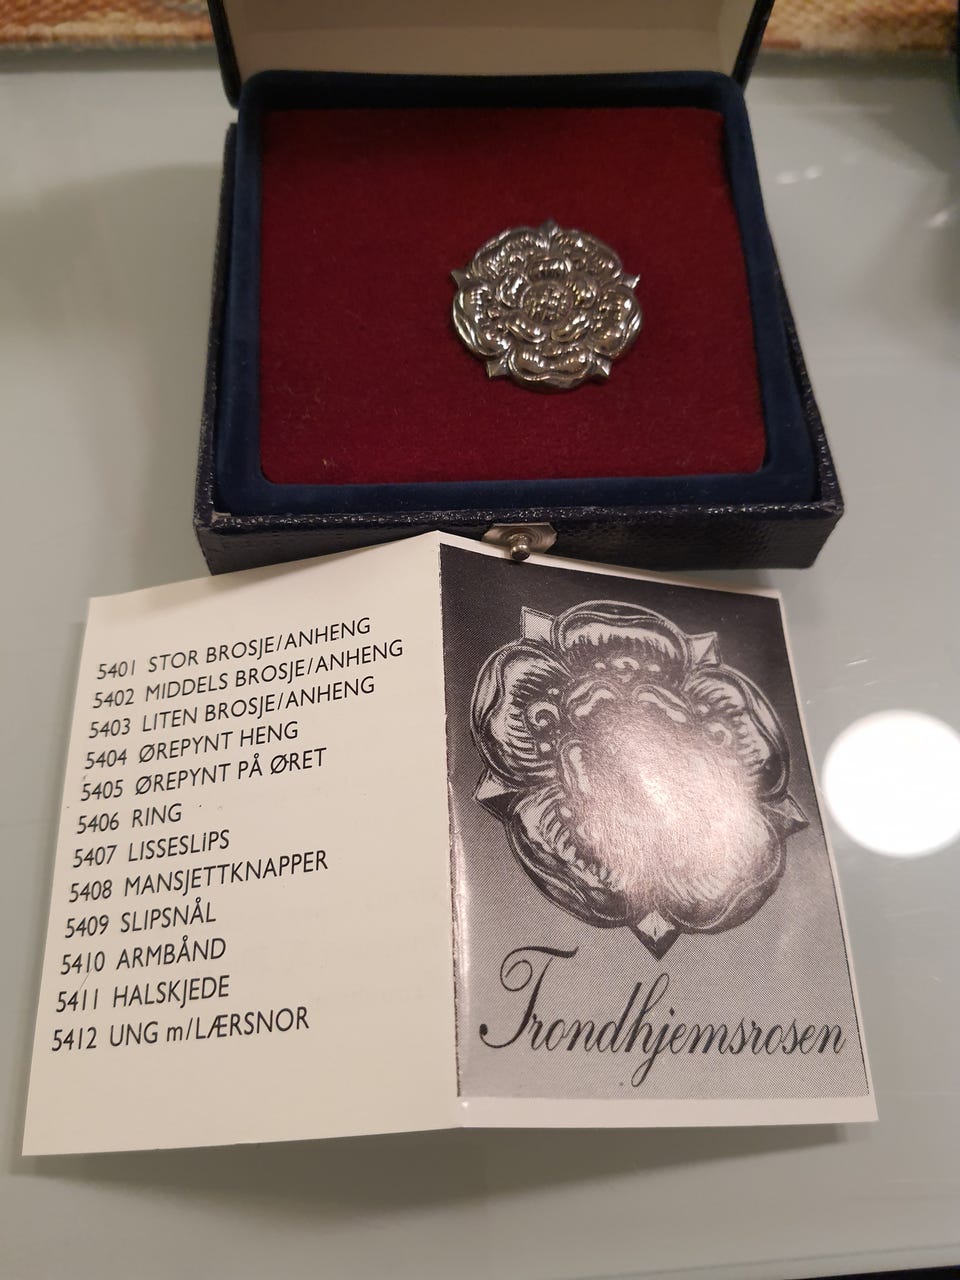 5401 STOR BROSJE/ANHENG
5402 MIDDELS BROSJE/ANHENG
5403 LITEN BROSJE/ANHENG
5404 ØREPYNT HENG
5405 ØREPYNT PÅ ØRET
5406 RING
5407 LISSESLiPS
5408 MANSJETTKNAPPER
5409 SLIPSNÅL
5410 ARMBÅND
5411 HALSKJEDE
5412 UNG m/LÆRSNOR
Trondhjemsrosen